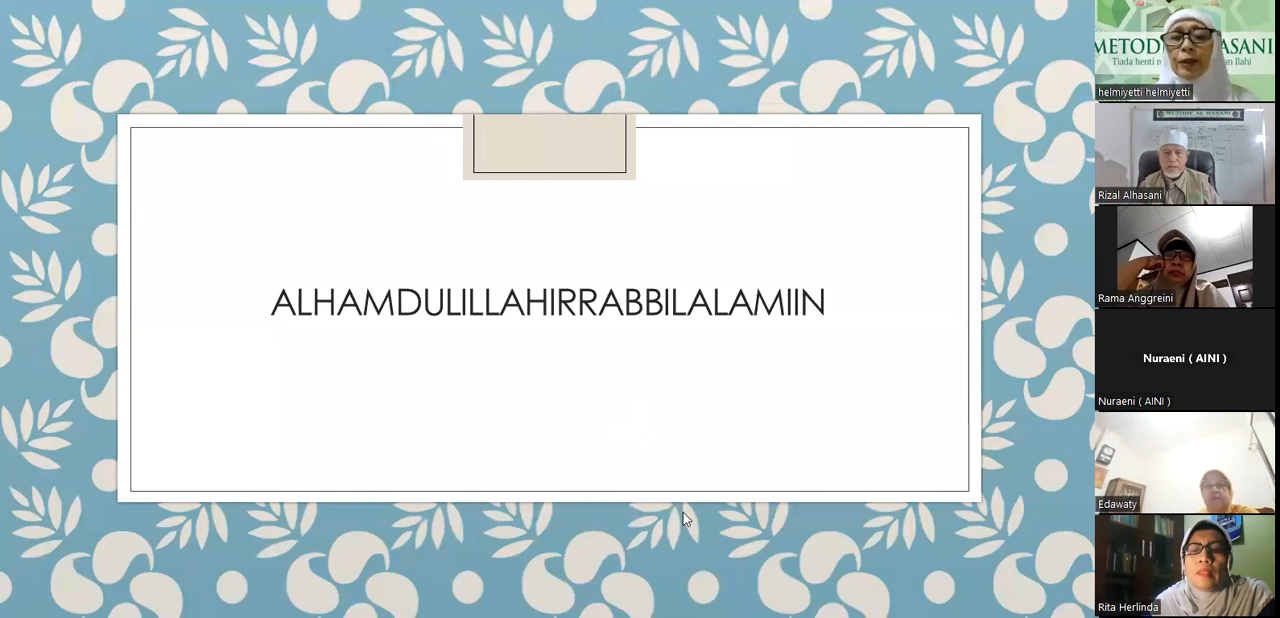 ALHAMDULILLAHIRRABBILALAMIIN
helmiyetti helmiyetti
METODE AL HASANI
Rizal Alhasani
Rama Anggreini
Nuraeni ( AINI )
Nuraeni ( AINI )
Edawaty
Rita Herlinda